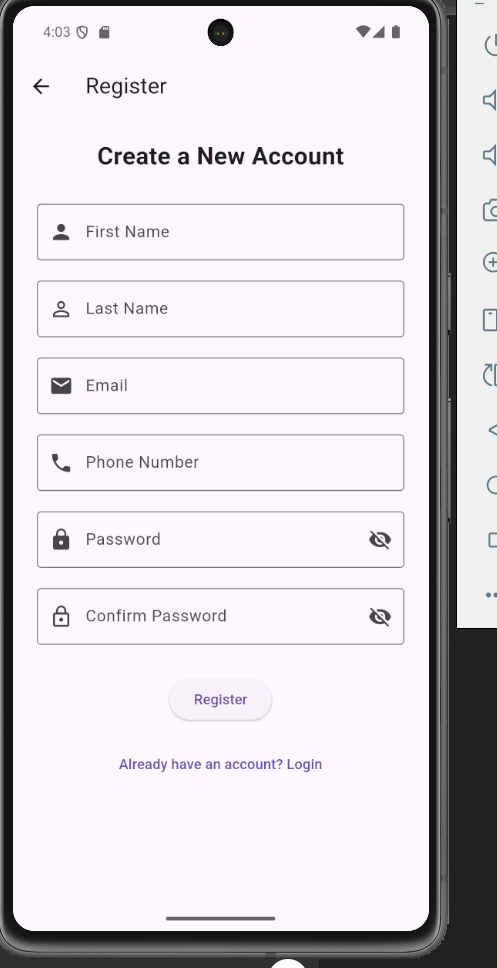 4:03
Register
Create a New Account
First Name
Last Name
Email
Phone Number
Password
Confirm Password
Register
Already have an account? Login